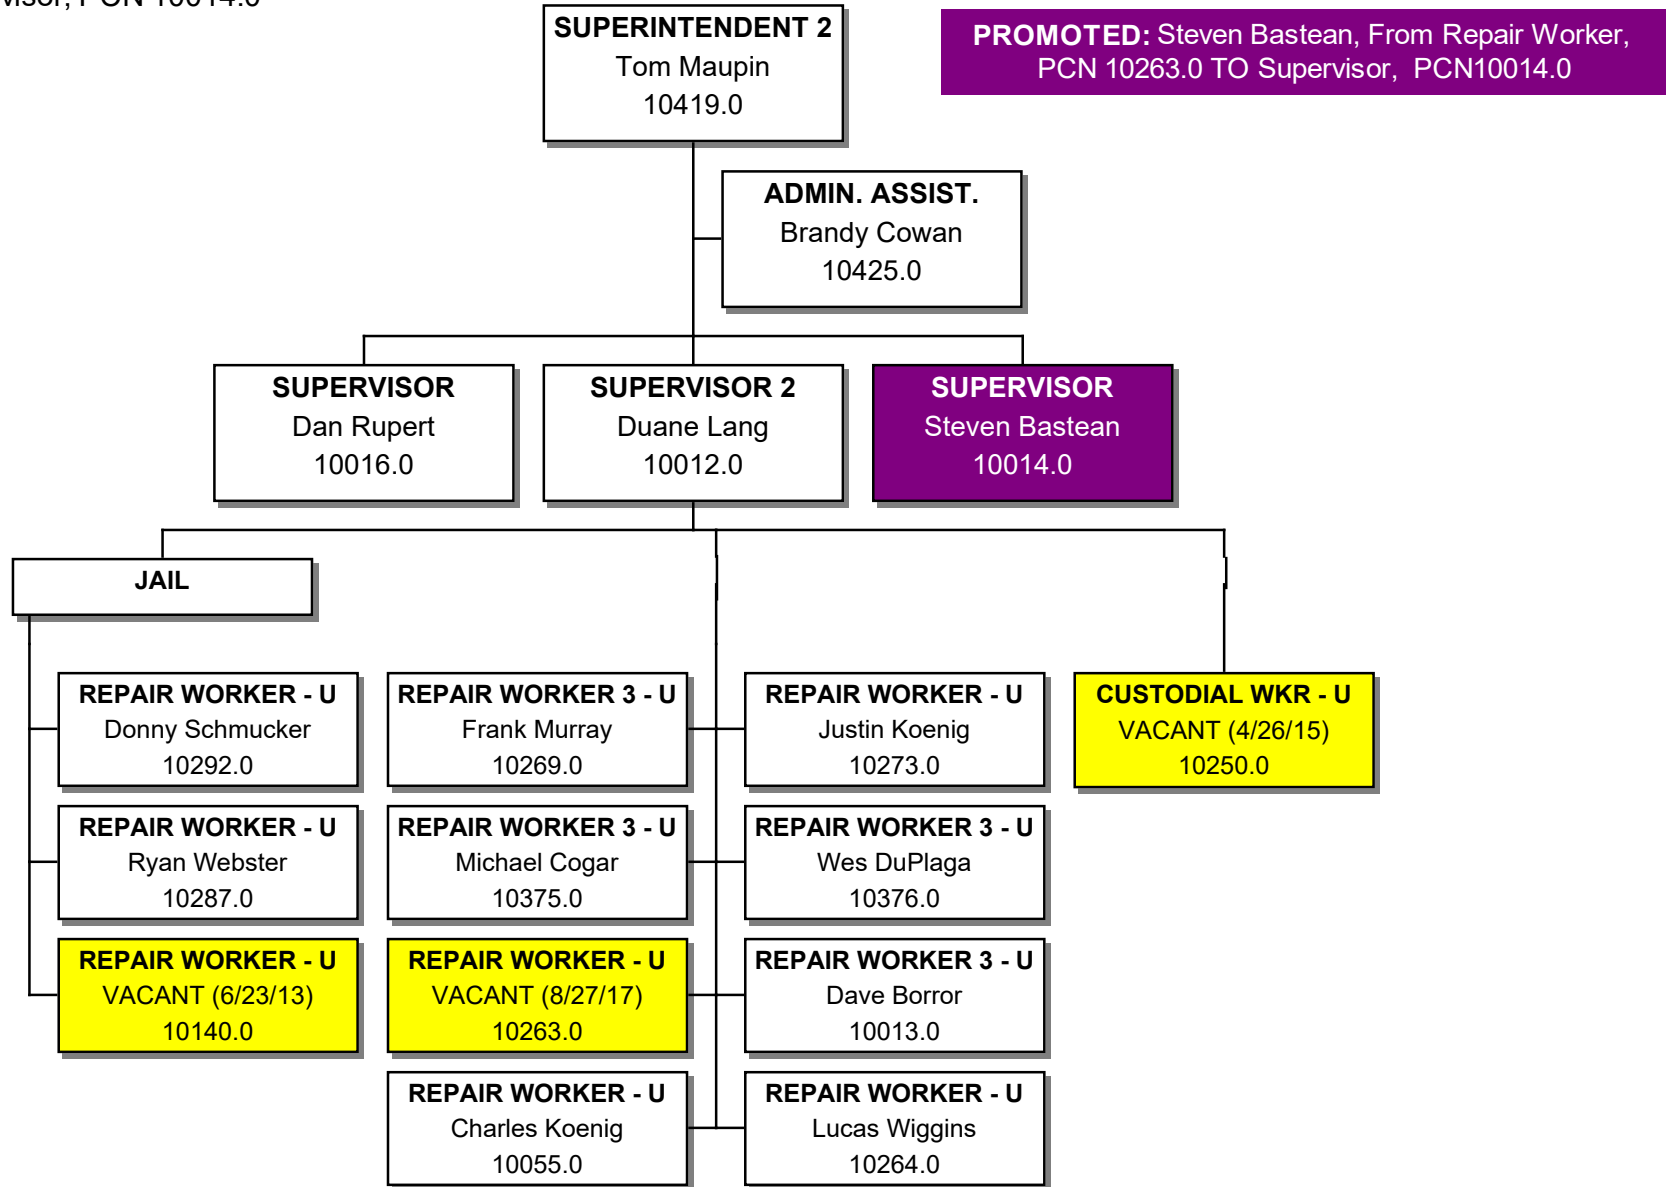 PCN 10014.0
SUPERINTENDENT 2
Tom Maupin
10419.0
PROMOTED: Steven Bastean, From Repair Worker,
PCN 10263.0 TO Supervisor, PCN10014.0
ADMIN. ASSIST.
Brandy Cowan
10425.0
SUPERVISOR
Dan Rupert
10016.0
SUPERVISOR 2
Duane Lang
10012.0
SUPERVISOR
Steven Bastean
10014.0
JAIL
REPAIR WORKER - U
Donny Schmucker
10292.0
REPAIR WORKER 3 - U
Frank Murray
10269.0
REPAIR WORKER - U
Justin Koenig
10273.0
CUSTODIAL WKR - U
VACANT (4/26/15)
10250.0
REPAIR WORKER - U
Ryan Webster
10287.0
REPAIR WORKER 3 - U
Michael Cogar
10375.0
REPAIR WORKER 3 - U
Wes DuPlaga
10376.0
REPAIR WORKER - U
VACANT (6/23/13)
10140.0
REPAIR WORKER - U
VACANT (8/27/17)
10263.0
REPAIR WORKER 3 - U
Dave Borror
10013.0
REPAIR WORKER - U
Charles Koenig
10055.0
REPAIR WORKER - U
Lucas Wiggins
10264.0